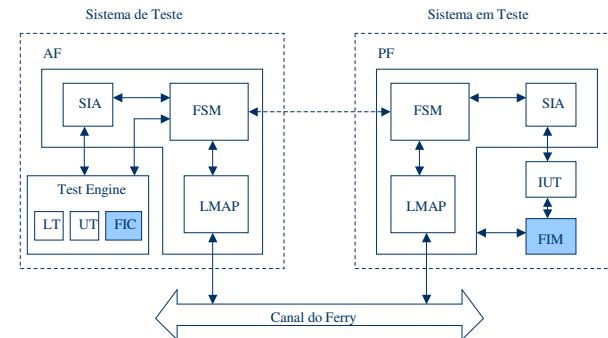 Sistema de Teste
Sistema em Teste
AF
PF
SIA
FSM
FSM
SIA
Test Engine
LMAP
LMAP
IUT
LT
UT
FIC
FIM
Canal do Ferry